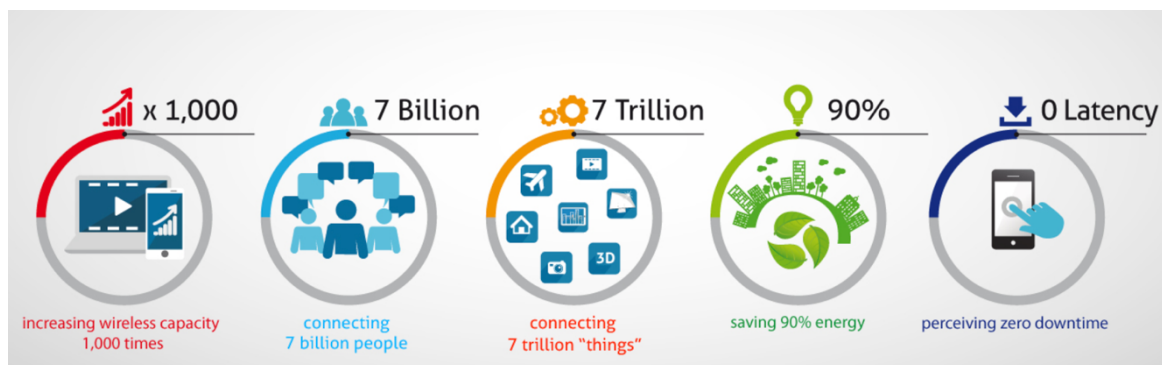 x 1,000
7 Billion
7 Trillion
90%
0 Latency
3D
increasing wireless capacity
1,000 times
connecting
7 billion people
connecting
7 trillion “things”
saving 90% energy
perceiving zero downtime